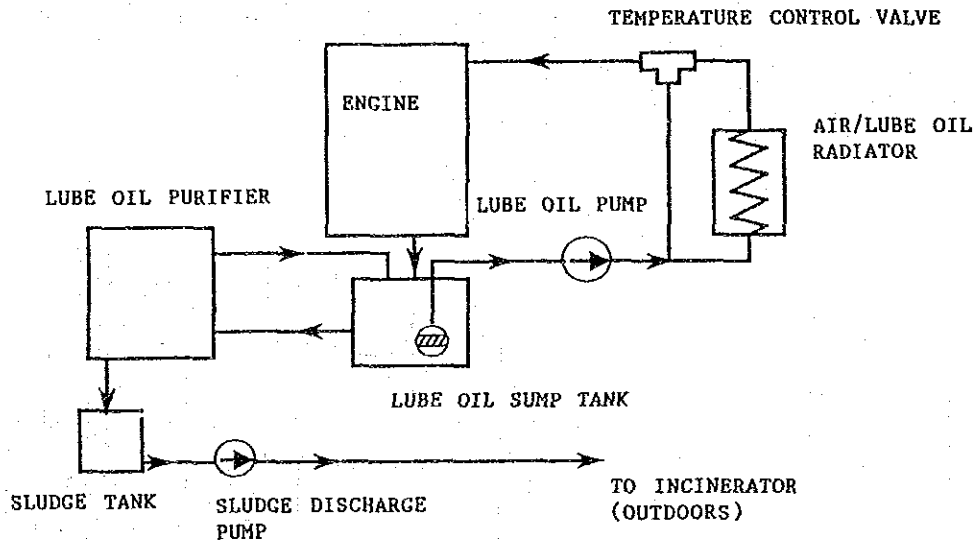 TEMPERATURE CONTROL VALVE
ENGINE
AIR/LUBE OIL
RADIATOR
LUBE OIL PURIFIER
LUBE OIL PUMP
LUBE OIL SUMP TANK
SLUDGE TANK
SLUDGE DISCHARGE
PUMP
TO INCINERATOR
(OUTDOORS)